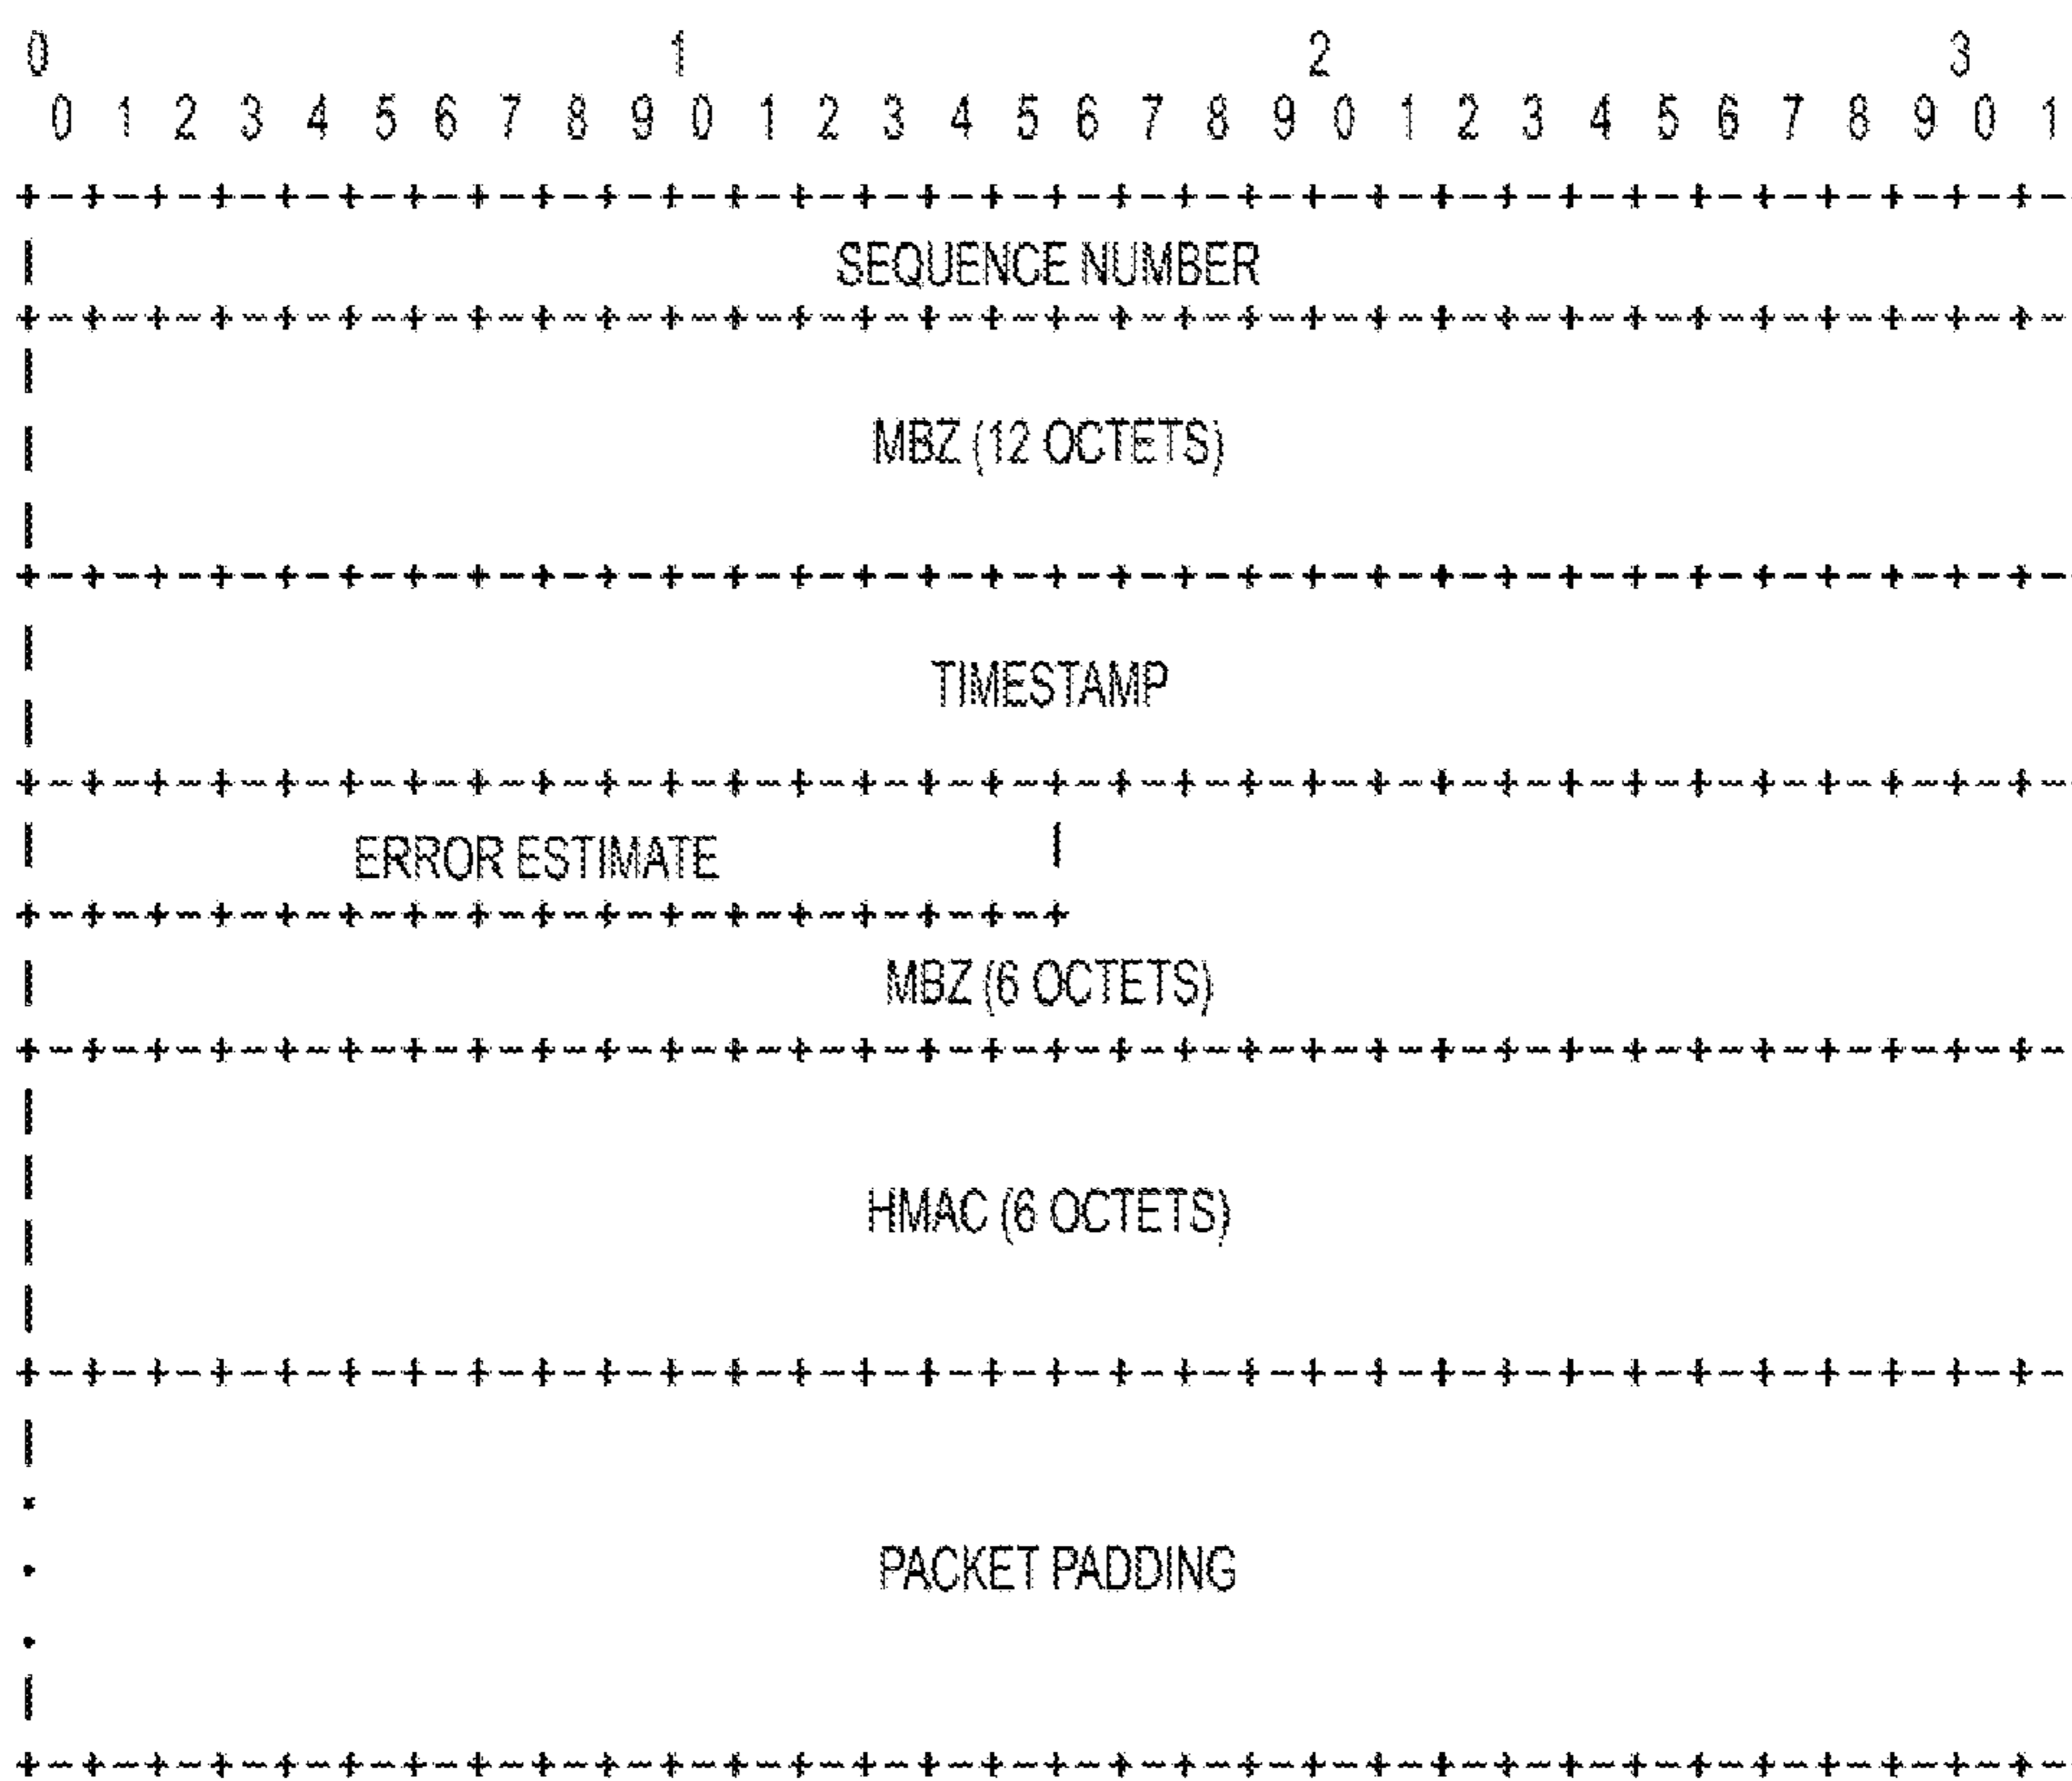 0 1 2 3
0 1 2 3 4 5 6 7 8 9 0 1 2 3 4 5 6 7 8 9 0 1 2 3 4 5 6 7 8 9 0 1
SEQUENCE NUMBER
MBZ (12 OCTETS)
TIMESTAMP
ERROR ESTIMATE
MBZ (6 OCTETS)
HMAC (6 OCTETS)
PACKET PADDING